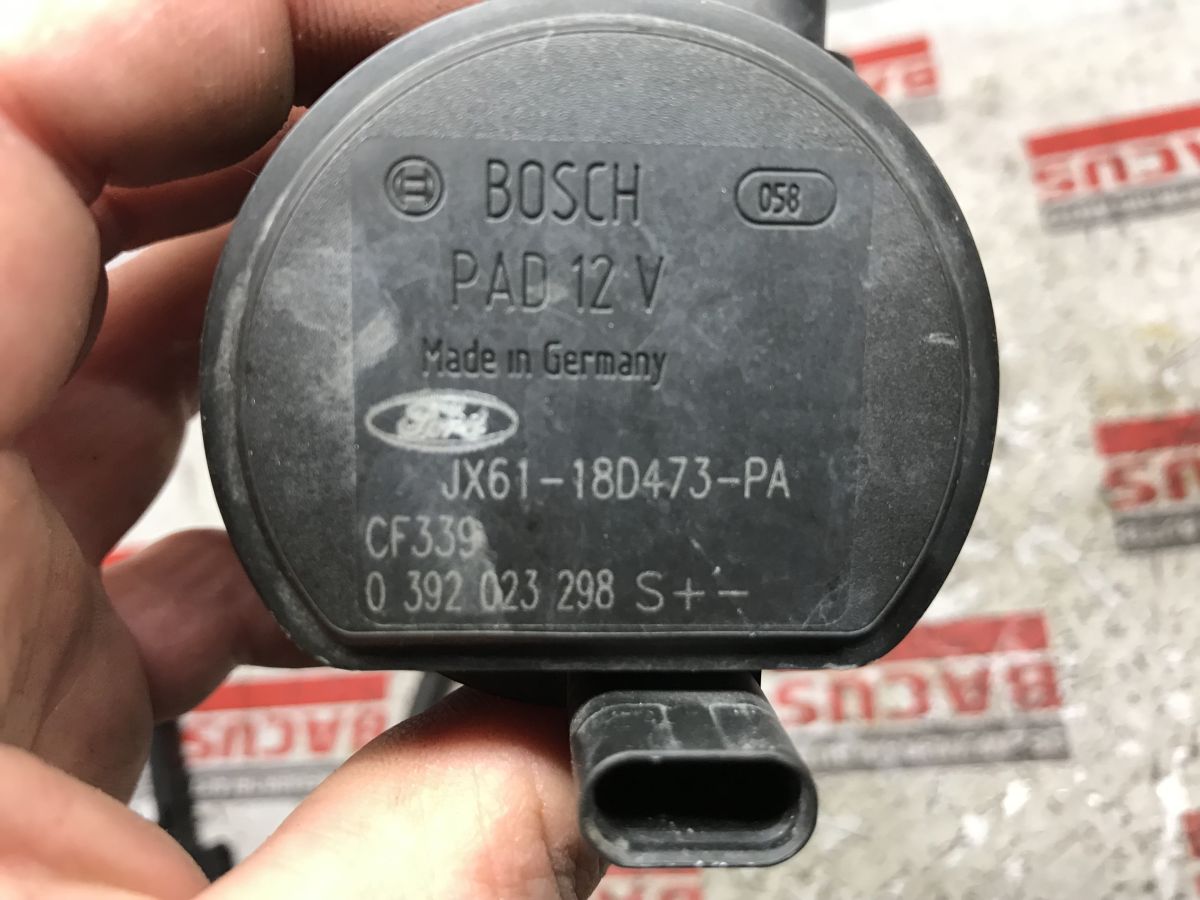 BOSCH 058
PAD 12 V
Made in Germany
Ford
JX61-18D473-PA
CF339
0 392 023 298 S+-
BACUS
BACUS
BACUS
BACUS
BACUS